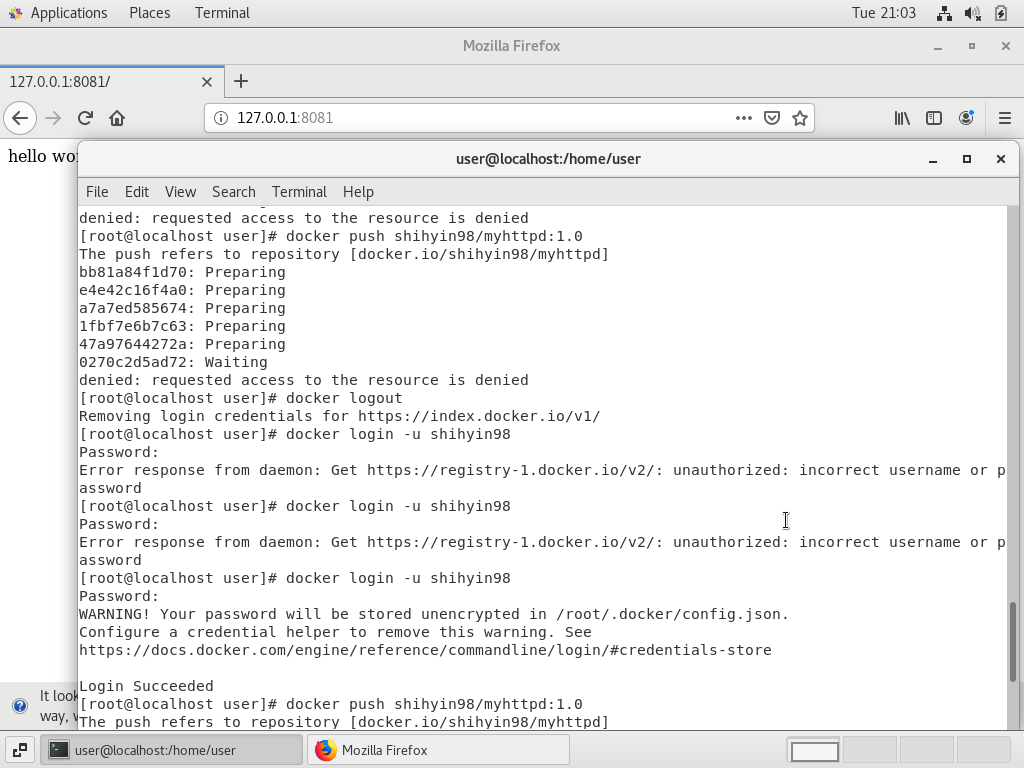 Applications Places Terminal Tue 21:03
Mozilla Firefox
127.0.0.1:8081/
127.0.0.1:8081
hello
user@localhost:/home/user
File Edit View Search Terminal Help
denied: requested access to the resource is denied
[root@localhost user]# docker push shihyin98/myhttpd:1.0
The push refers to repository [docker.io/shihyin98/myhttpd]
bb81a84f1d70: Preparing
e4e42c16f4a0: Preparing
a7a7ed585674: Preparing
1fbf7e6b7c63: Preparing
47a97644272a: Preparing
0270c2d5ad72: Waiting
denied: requested access to the resource is denied
[root@localhost user]# docker logout
Removing login credentials for https://index.docker.io/v1/
[root@localhost user]# docker login -u shihyin98
Password:
Error response from daemon: Get https://registry-1.docker.io/v2/: unauthorized: incorrect username or p
assword
[root@localhost user]# docker login -u shihyin98
Password:
Error response from daemon: Get https://registry-1.docker.io/v2/: unauthorized: incorrect username or p
assword
[root@localhost user]# docker login -u shihyin98
Password:
WARNING! Your password will be stored unencrypted in /root/.docker/config.json.
Configure a credential helper to remove this warning. See
https://docs.docker.com/engine/reference/commandline/login/#credentials-store
Login Succeeded
[root@localhost user]# docker push shihyin98/myhttpd:1.0
The push refers to repository [docker.io/shihyin98/myhttpd]
It look
way,
user@localhost:/home/user Mozilla Firefox